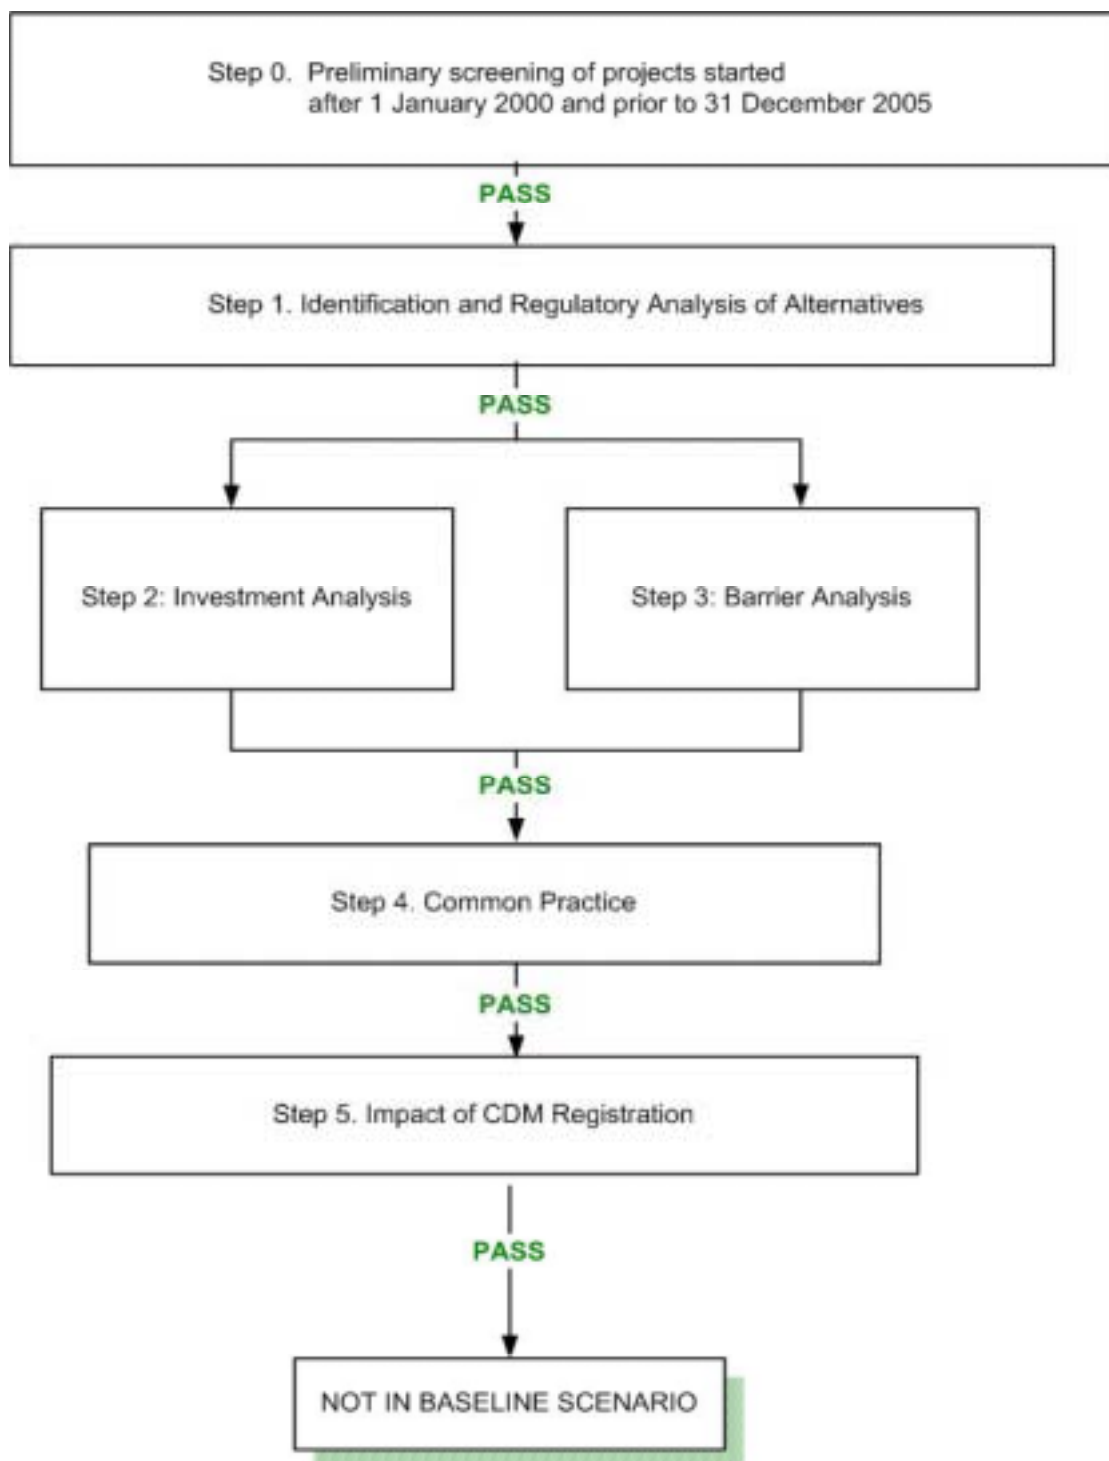 Step 0. Preliminary screening of projects started
after 1 January 2000 and prior to 31 December 2005
PASS
Step 1. Identification and Regulatory Analysis of Alternatives
PASS
Step 2: Investment Analysis
Step 3: Barrier Analysis
PASS
Step 4. Common Practice
PASS
Step 5. Impact of CDM Registration
PASS
NOT IN BASELINE SCENARIO